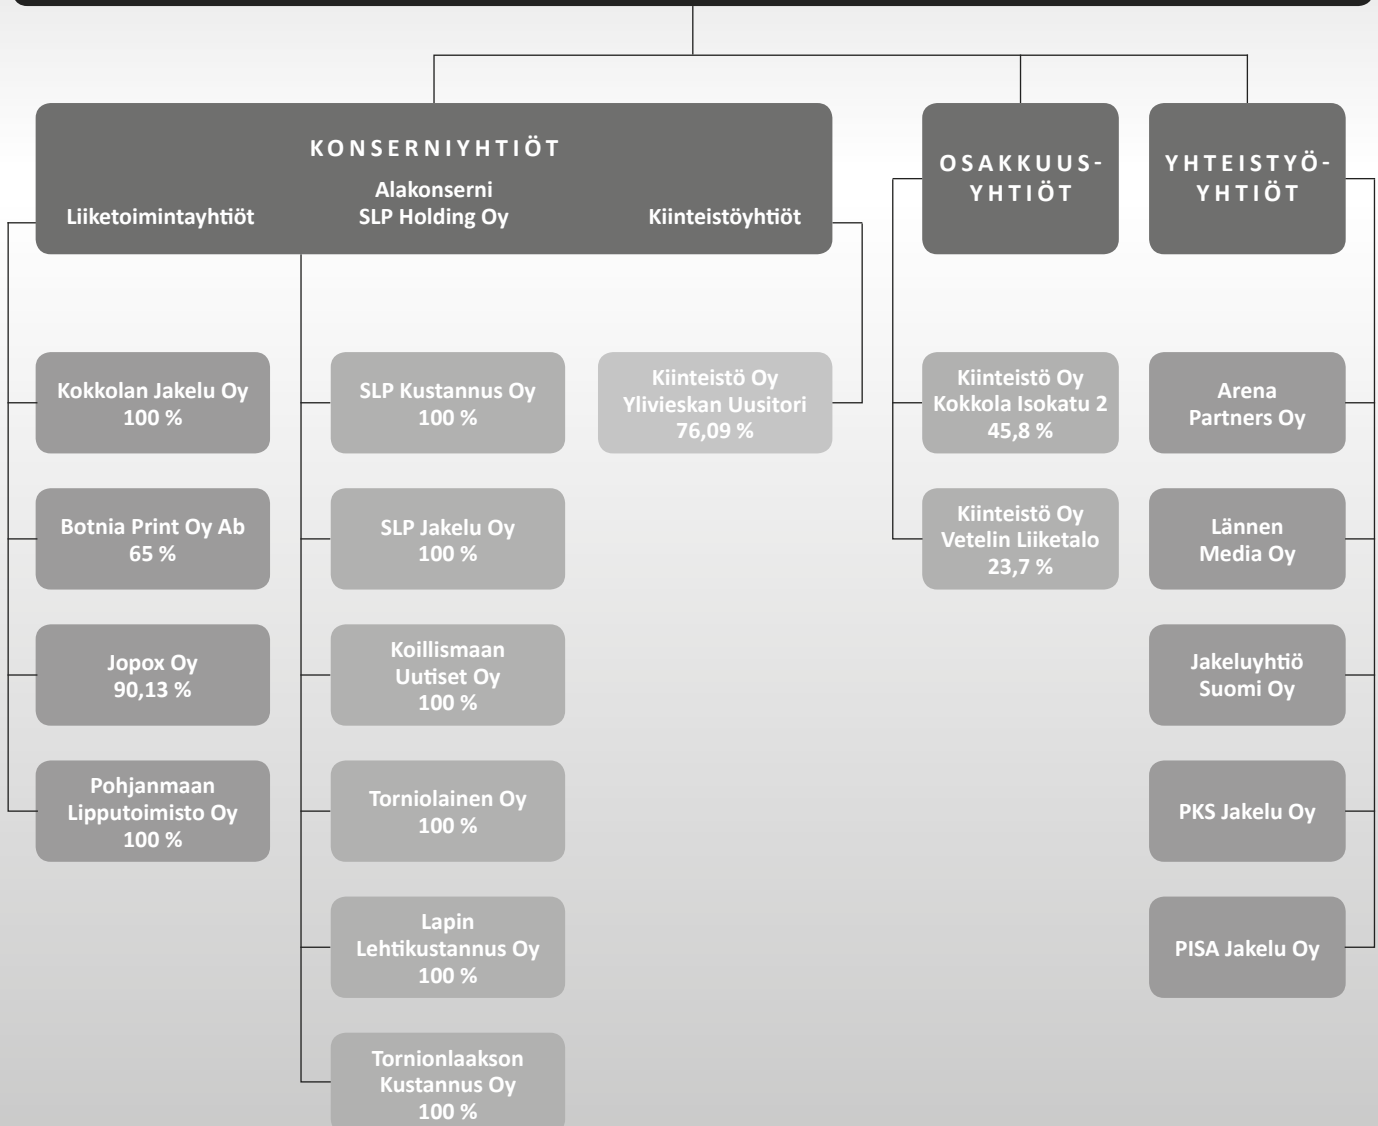 KONSERNIYHTIÖT
Liiketoimintayhtiöt
Alakonserni
SLP Holding Oy
Kiinteistöyhtiöt
OSAKKUUS-
YHTIÖT
YHTEISTYÖ-
YHTIÖT
Kokkolan Jakelu Oy
100 %
Botnia Print Oy Ab
65 %
Jopox Oy
90,13 %
Pohjanmaan
Lipputoimisto Oy
100 %
SLP Kustannus Oy
100 %
SLP Jakelu Oy
100 %
Koillismaan
Uutiset Oy
100 %
Torniolainen Oy
100 %
Lapin
Lehtikustannus Oy
100 %
Tornionlaakson
Kustannus Oy
100 %
Kiinteistö Oy
Ylivieskan Uusitori
76,09 %
Kiinteistö Oy
Kokkola Isokatu 2
45,8 %
Kiinteistö Oy
Vetelin Liiketalo
23,7 %
Arena
Partners Oy
Lännen
Media Oy
Jakeluyhtiö
Suomi Oy
PKS Jakelu Oy
PISA Jakelu Oy